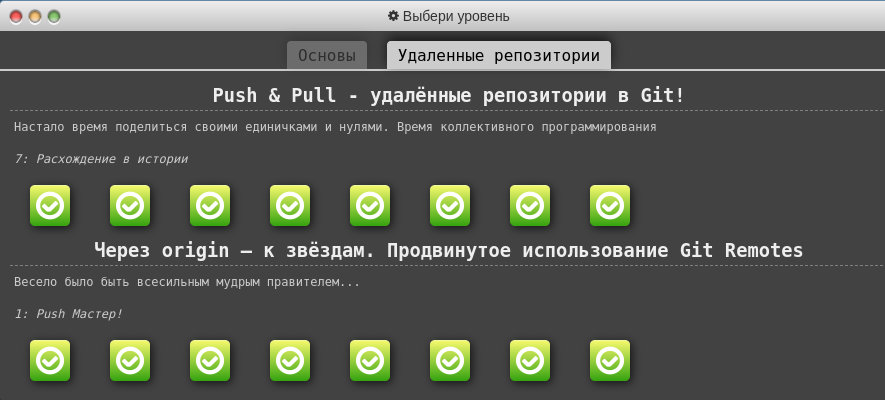 Выбери уровень
Основы
Удаленные репозитории
Push & Pull - удалённые репозитории в Git!
Настало время поделиться своими единичками и нулями. Время коллективного программирования
7: Расхождение в истории
Через origin – к звёздам. Продвинутое использование Git Remotes
Весело было быть всесильным мудрым правителем...
1: Push Мастер!